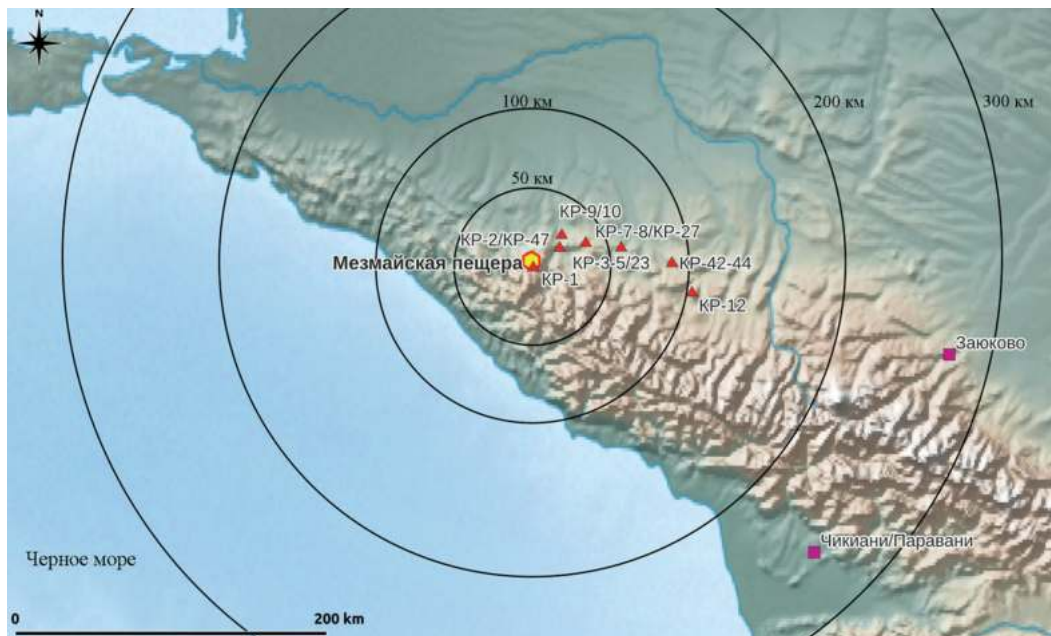 N
100 км
200 км
300 км
50 км
КР-9/10
КР-2/КР-47
КР-7-8/КР-27
Мезмайская пещера
КР-3-5/23
КР-42-44
КР-1
КР-12
Заюково
Чикиани/Паравани
Черное море
0
200 km